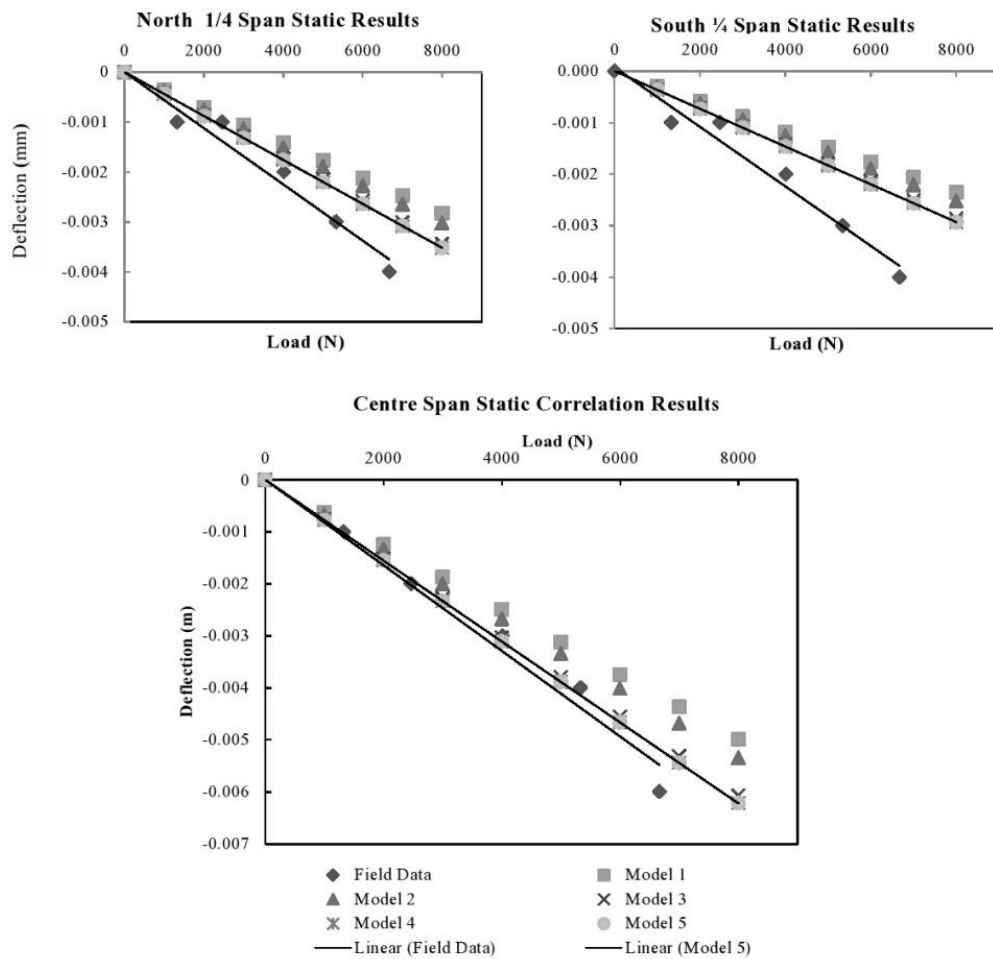 North 1/4 Span Static Results
0 2000 4000 6000 8000
0
-0.001
-0.002
-0.003
-0.004
-0.005
Deflection (mm)
Load (N)
South ¼ Span Static Results
0 2000 4000 6000 8000
0.000
-0.001
-0.002
-0.003
-0.004
-0.005
Load (N)
Centre Span Static Correlation Results
Load (N)
0 2000 4000 6000 8000
0
-0.001
-0.002
-0.003
-0.004
-0.005
-0.006
-0.007
Deflection (m)
Field Data Model 1
Model 2 Model 3
Model 4 Model 5
Linear (Field Data) Linear (Model 5)